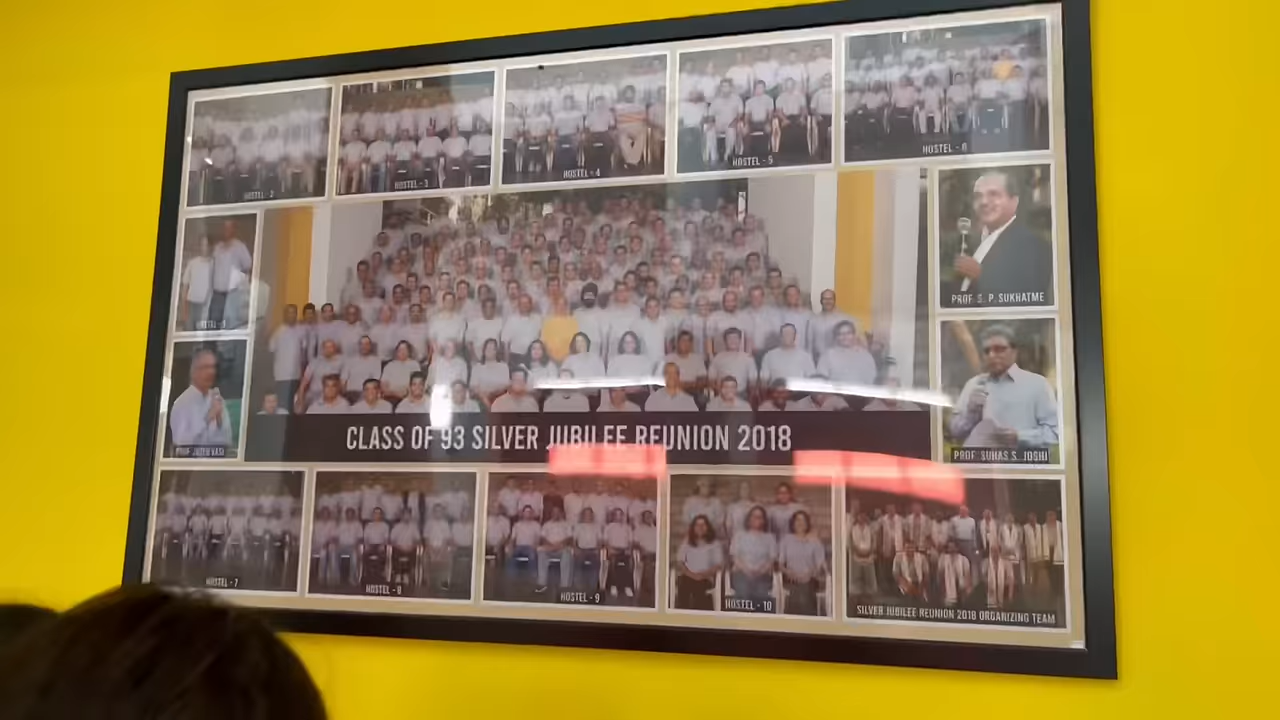 HOSTEL - 2
HOSTEL - 3
HOSTEL - 4
HOSTEL - 5
HOSTEL - 6
PROF. S. P. SUKHATME
CLASS OF 93 SILVER JUBILEE REUNION 2018
PROF. SUHAS S. JOSHI
HOSTEL - 7
HOSTEL - 8
HOSTEL - 9
HOSTEL - 10
SILVER JUBILEE REUNION 2018 ORGANIZING TEAM